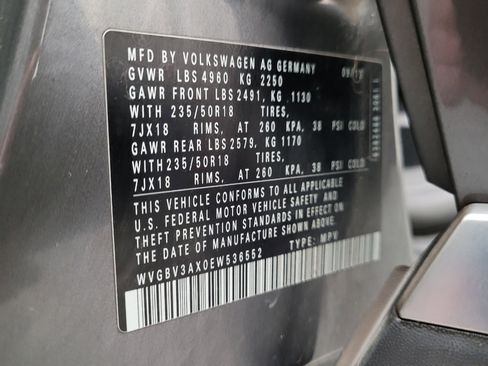 MFD BY VOLKSWAGEN AG GERMANY
GVWR LBS 4960 KG 2250
GAWR FRONT LBS 2491, KG 1130
WITH 235/50R18 TIRES,
7JX18 RIMS, AT 260 KPA, 38 PSI COLD
GAWR REAR LBS 2579, KG 1170
WITH 235/50R18 TIRES,
7JX18 RIMS, AT 260 KPA, 38 PSI COLD
THIS VEHICLE CONFORMS TO ALL APPLICABLE
U.S. FEDERAL MOTOR VEHICLE SAFETY AND
THEFT PREVENTION STANDARDS IN EFFECT ON
THE DATE OF MANUFACTURE SHOWN ABOVE
WVGBV3AX0EW536552 TYPE: MPV